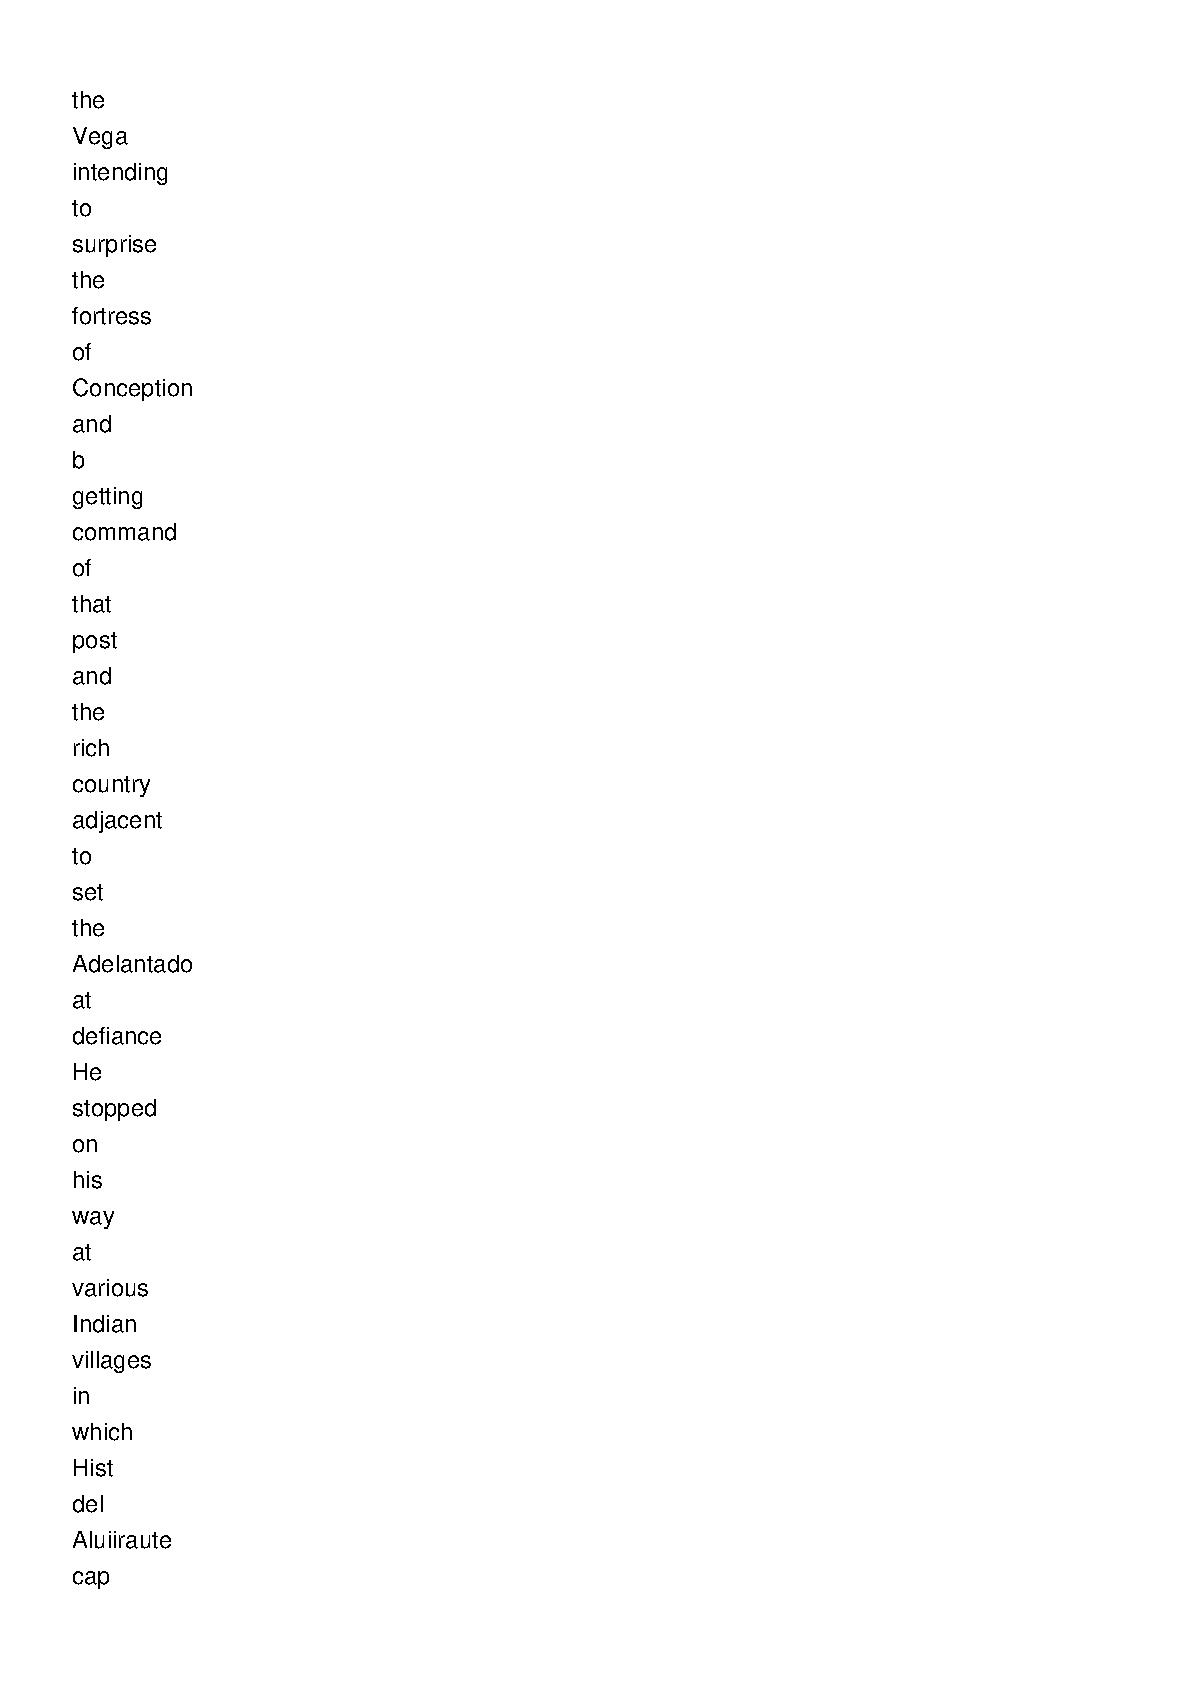 the
Vega
intending
to
surprise
the
fortress
of
Conception
and
b
getting
command
of
that
post
and
the
rich
country
adjacent
to
set
the
Adelantado
at
defiance
He
stopped
on
his
way
at
various
Indian
villages
in
which
Hist
del
Aluiiraute
cap